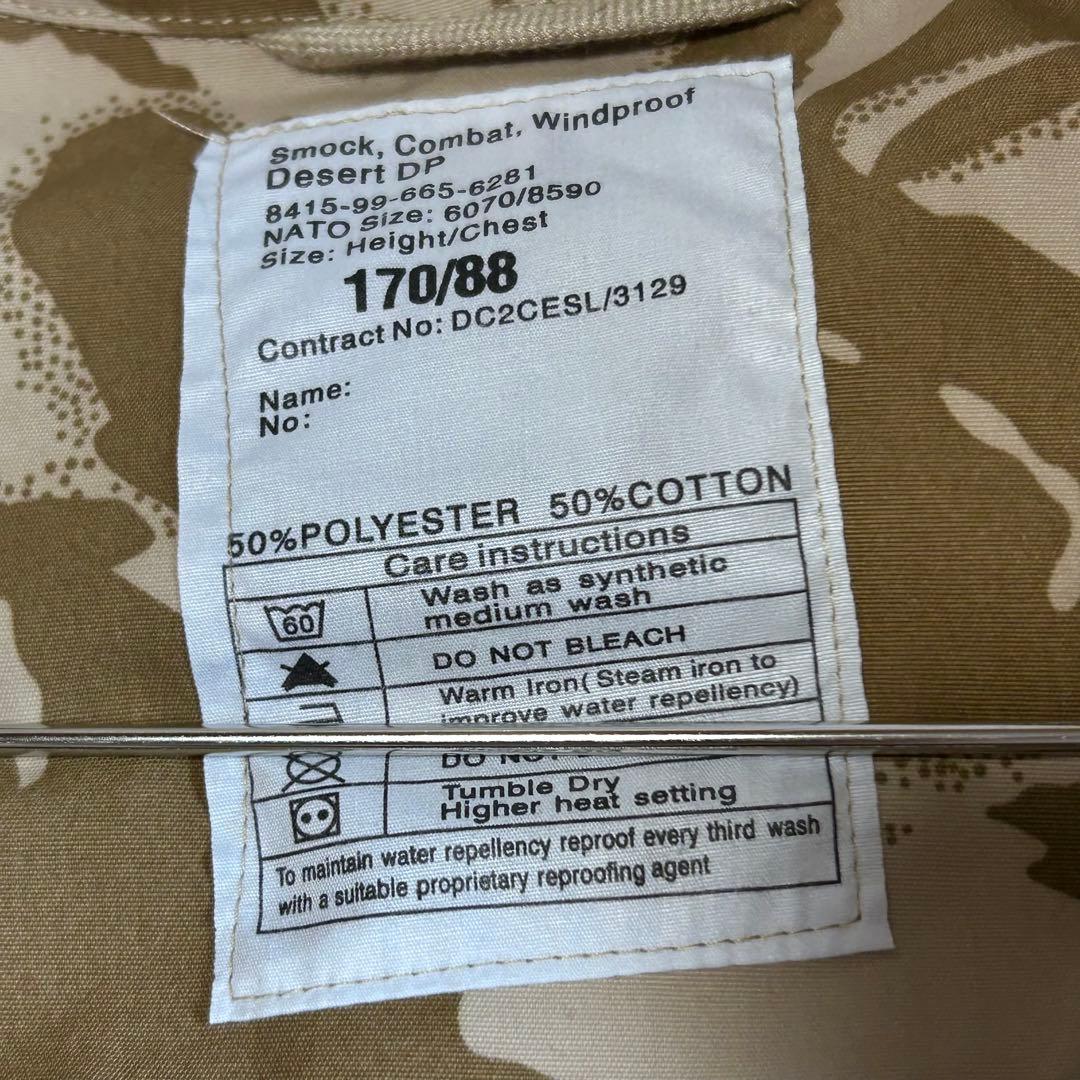 Smock, Combat, Windproof
Desert DP
8415-99-665-6281
NATO Size: 6070/8590
Size: Height/Chest
170/88
Contract No: DC2CESL/3129
Name:
No:
50%POLYESTER 50%COTTON
Care instructions
60
Wash as synthetic
medium wash
DO NOT BLEACH
Warm Iron( Steam iron to
improve water repellency)
DO NOT
Tumble Dry
Higher heat setting
To maintain water repellency reproof every third wash
with a suitable proprietary reproofing agent